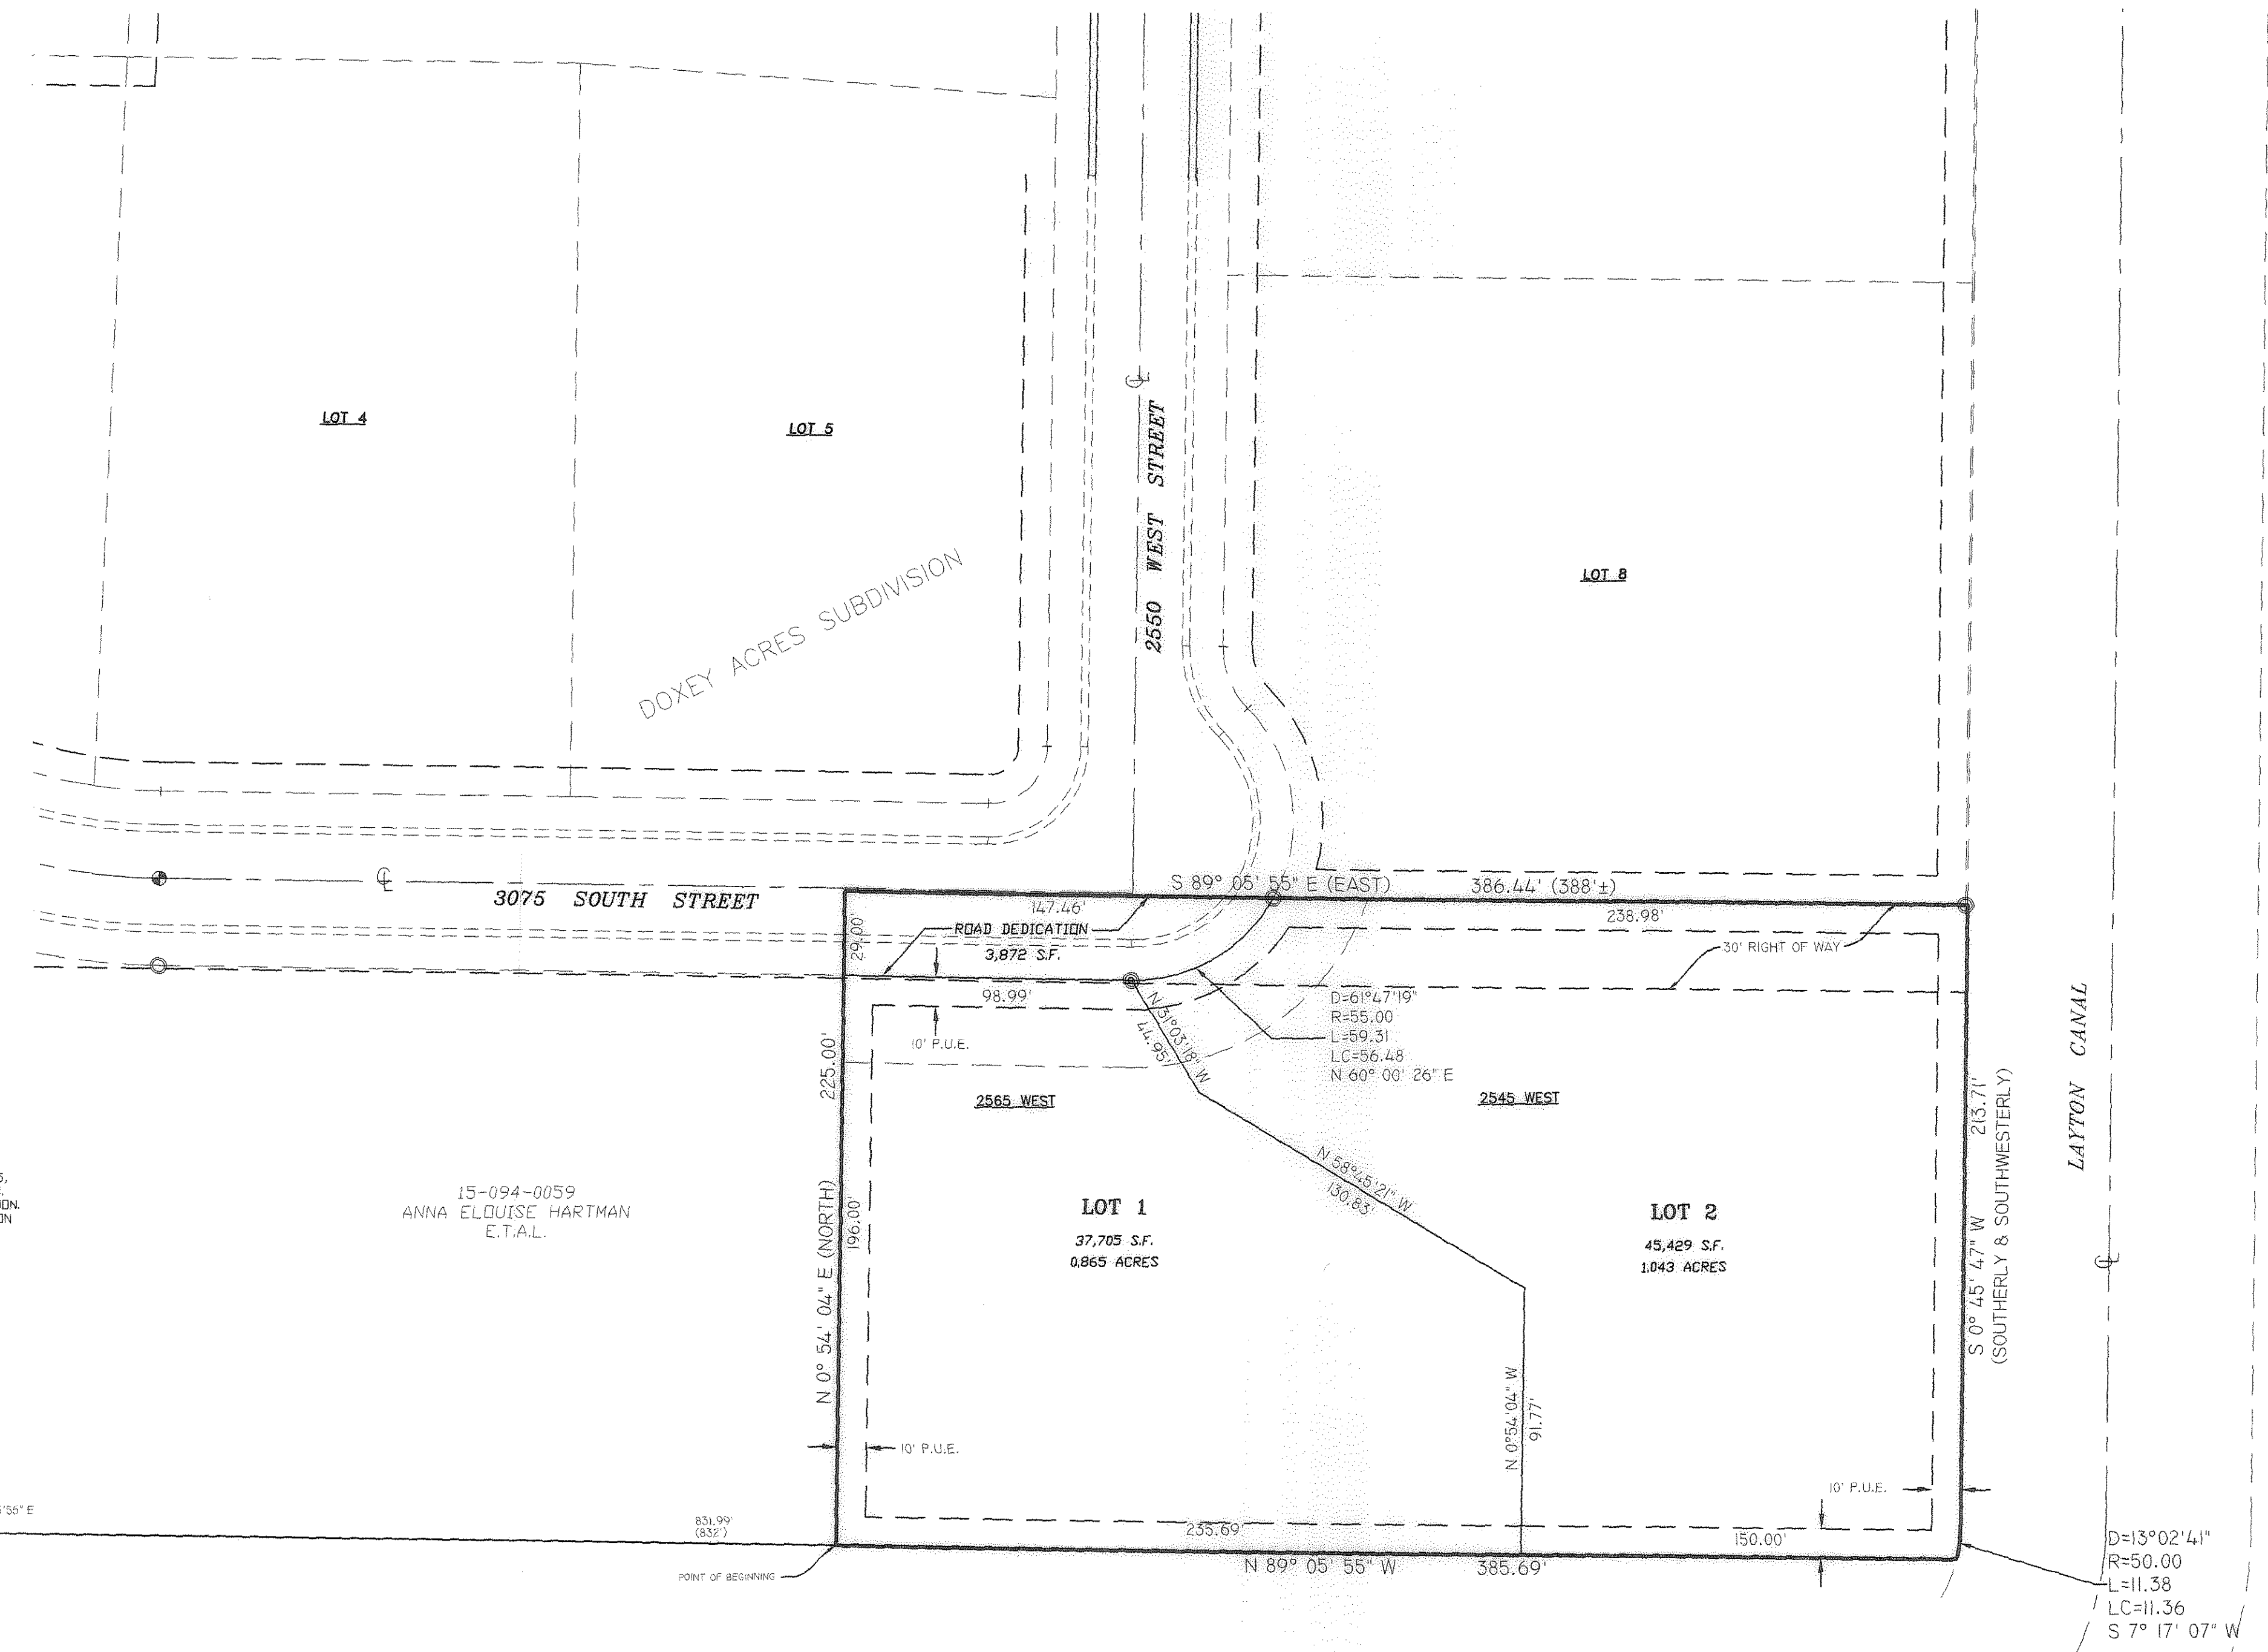 LOT 4
LOT 5
2550 WEST STREET
LOT 8
DOXEY ACRES SUBDIVISION
CL
CL
3075 SOUTH STREET
S 89° 05' 55" E (EAST)
386.44' (388'±)
147.46'
238.98'
29.00'
ROAD DEDICATION
3,872 S.F.
30' RIGHT OF WAY
98.99'
10' P.U.E.
N 31°03'18" W
44.95'
D=61°47'19"
R=55.00
L=59.31
LC=56.48
N 60° 00' 26" E
225.00'
N 0° 54' 04" E (NORTH)
196.00'
2565 WEST
2545 WEST
N 58°45'21" W
130.83'
LAYTON CANAL
CL
213.71'
S 0° 45' 47" W
(SOUTHERLY & SOUTHWESTERLY)
15-094-0059
ANNA ELOUISE HARTMAN
E.T.A.L.
LOT 1
37,705 S.F.
0.865 ACRES
LOT 2
45,429 S.F.
1.043 ACRES
N 0°54'04" W
91.77'
10' P.U.E.
10' P.U.E.
'55" E
831.99'
(832')
235.69'
150.00'
N 89° 05' 55" W
385.69'
POINT OF BEGINNING
D=13°02'41"
R=50.00
L=11.38
LC=11.36
S 7° 17' 07" W